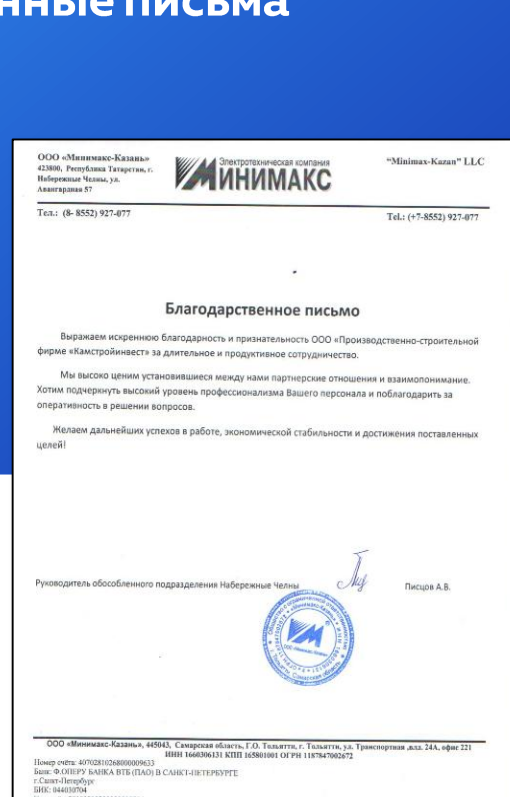 нные письма
ООО «Минимакс-Казань»
423800, Республика Татарстан, г.
Набережные Челны, ул.
Авангардная 57
Электротехническая компания
МИНИМАКС
"Minimax-Kazan" LLC
Тел.: (8- 8552) 927-077
Tel.: (+7-8552) 927-077
Благодарственное письмо
Выражаем искреннюю благодарность и признательность ООО «Производственно-строительной
фирме «Камстройинвест» за длительное и продуктивное сотрудничество.
Мы высоко ценим установившиеся между нами партнерские отношения и взаимопонимание.
Хотим подчеркнуть высокий уровень профессионализма Вашего персонала и поблагодарить за
оперативность в решении вопросов.
Желаем дальнейших успехов в работе, экономической стабильности и достижения поставленных
целей!
Руководитель обособленного подразделения Набережные Челны
Писцов А.В.
ООО «Минимакс-Казань», 445043, Самарская область, Г.О. Тольятти, г. Тольятти, ул. Транспортная ,влд. 24А, офис 221
ИНН 1660306131 КПП 165801001 ОГРН 1187847002672
Номер счёта: 40702810268000009633
Банк: Ф.ОПЕРУ БАНКА ВТБ (ПАО) В САНКТ-ПЕТЕРБУРГЕ
г.Санкт-Петербург
БИК: 044030704